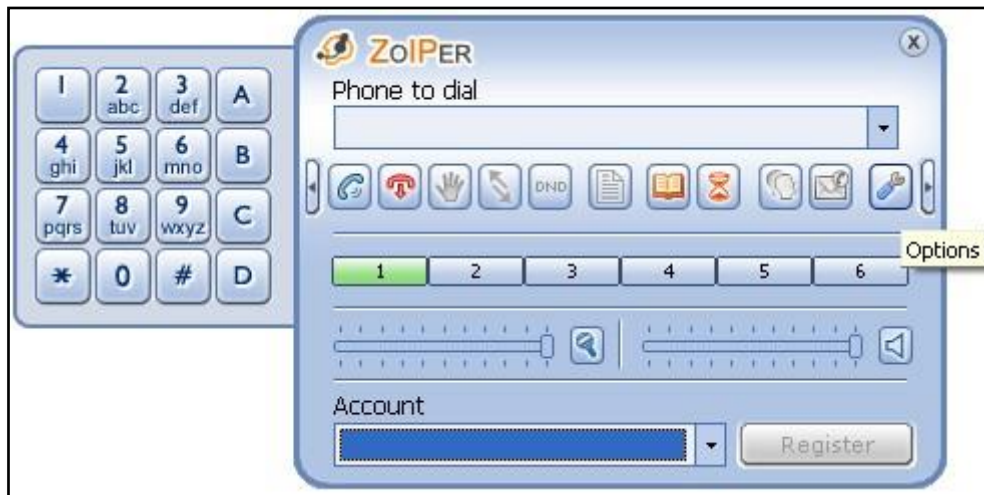 ZoIPER
X
Phone to dial
1 2 3 A
abc def
4 5 6 B
ghi jkl mno
7 8 9 C
pqrs tuv wxyz
* 0 # D
DND
Options
1 2 3 4 5 6
Account
Register